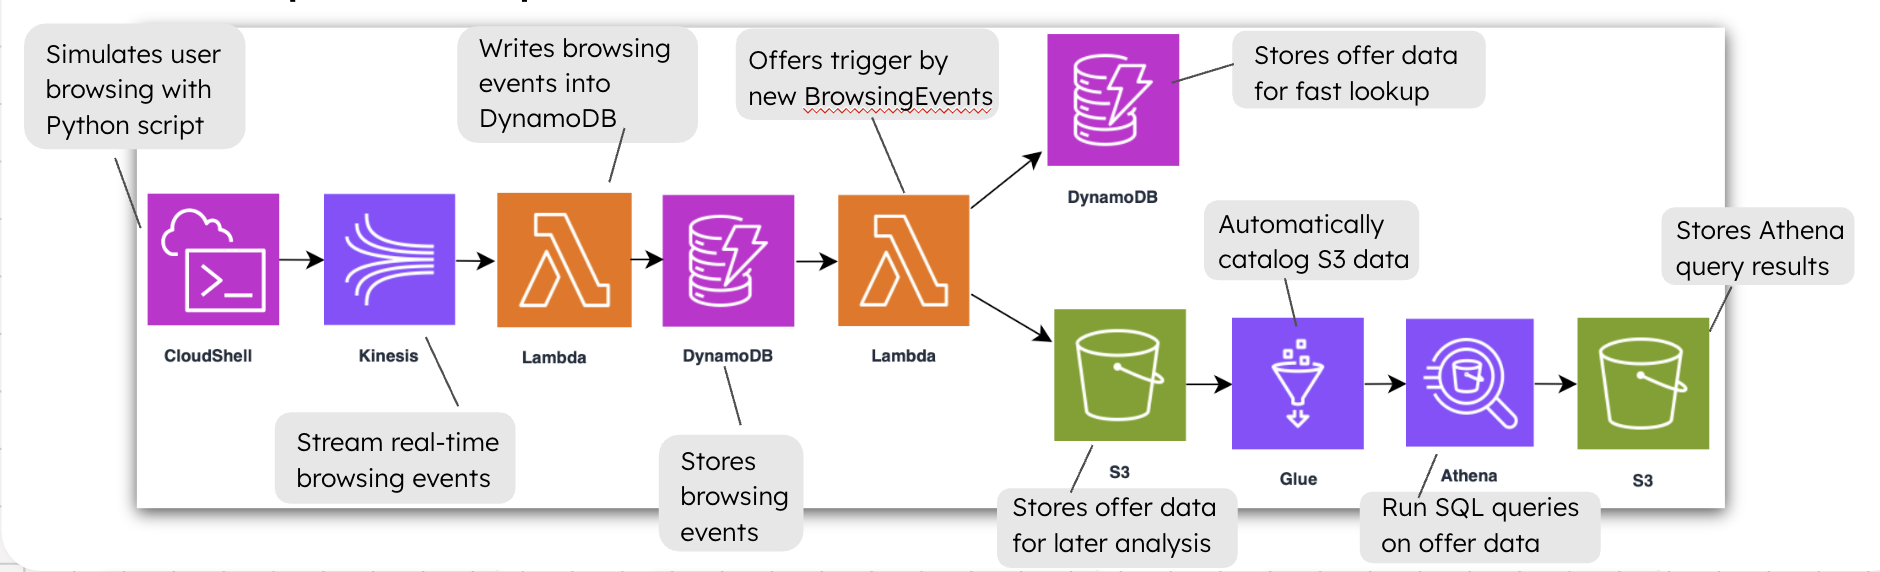 Simulates user
browsing with
Python script
Writes browsing
events into
DynamoDB
Offers trigger by
new BrowsingEvents
Stores offer data
for fast lookup
DynamoDB
Automatically
catalog S3 data
Stores Athena
query results
CloudShell
Kinesis
Lambda
DynamoDB
Lambda
Stream real-time
browsing events
Stores
browsing
events
S3
Glue
Athena
S3
Stores offer data
for later analysis
Run SQL queries
on offer data